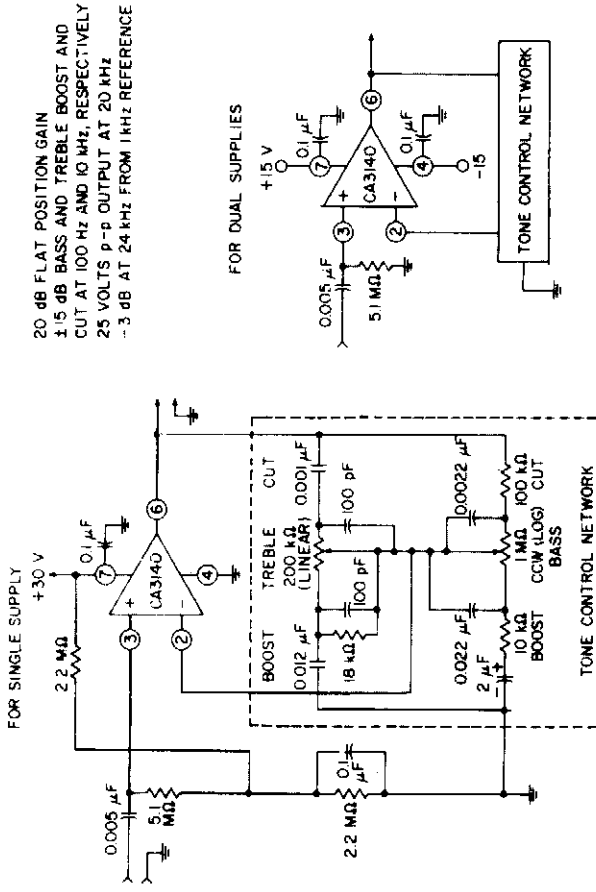 20 dB FLAT POSITION GAIN
±15 dB BASS AND TREBLE BOOST AND
CUT AT 100 Hz AND 10 kHz, RESPECTIVELY
25 VOLTS p-p OUTPUT AT 20 kHz
-3 dB AT 24 kHz FROM 1 kHz REFERENCE
FOR SINGLE SUPPLY
+30 V
2.2 MΩ
0.1 µF
7
CA3140
+
-
3
2
6
4
0.005 µF
5.1
MΩ
2.2 MΩ
0.1
µF
BOOST
TREBLE
CUT
200 kΩ
(LINEAR)
0.012 µF
0.001 µF
18 kΩ
100 pF
100 pF
0.022 µF
0.0022 µF
2 µF
-
+
10 kΩ
BOOST
1 MΩ
CCW (LOG)
BASS
100 kΩ
CUT
TONE CONTROL NETWORK
FOR DUAL SUPPLIES
+15 V
0.1 µF
7
CA3140
+
-
3
2
6
4
0.1 µF
-15
0.005 µF
5.1 MΩ
TONE CONTROL NETWORK